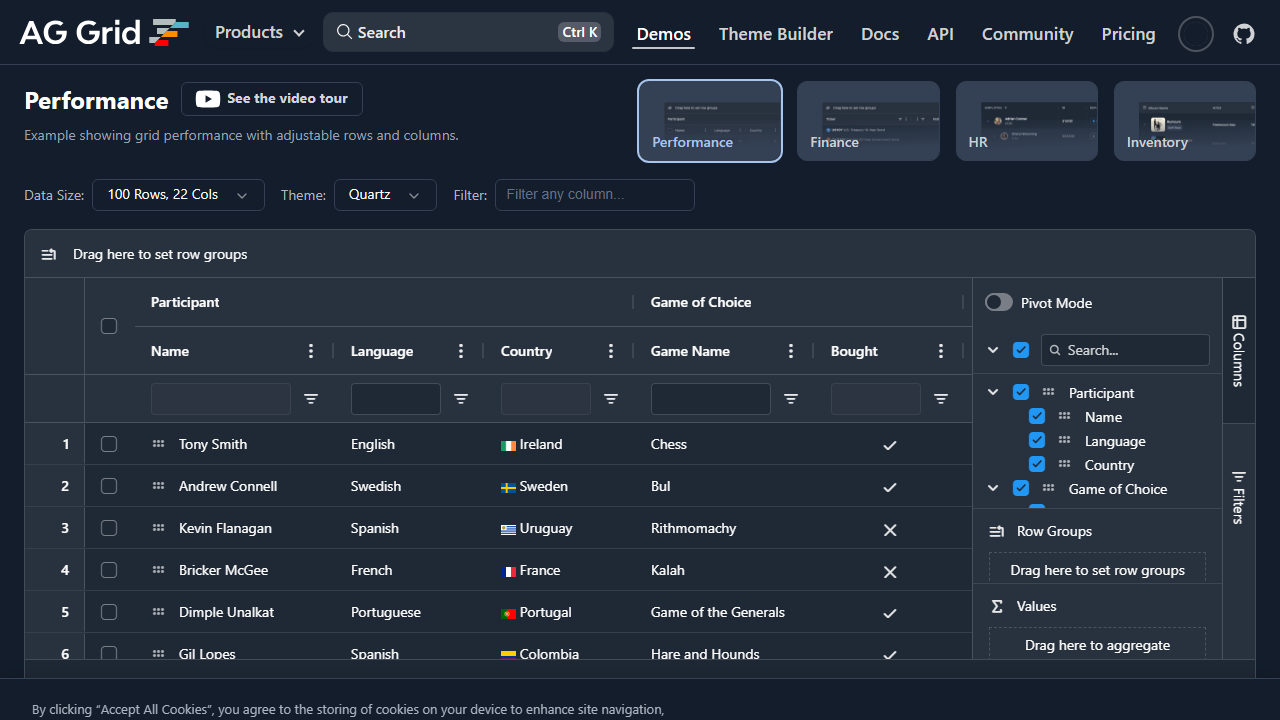 AG Grid
Products
Search
Ctrl K
Demos
Theme Builder
Docs
API
Community
Pricing
Performance
See the video tour
Example showing grid performance with adjustable rows and columns.
Performance
Finance
HR
Inventory
Data Size:
100 Rows, 22 Cols
Theme:
Quartz
Filter:
Filter any column...
Drag here to set row groups
Participant
Game of Choice
Name
Language
Country
Game Name
Bought
1 Tony Smith English Ireland Chess
2 Andrew Connell Swedish Sweden Bul
3 Kevin Flanagan Spanish Uruguay Rithmomachy
4 Bricker McGee French France Kalah
5 Dimple Unalkat Portuguese Portugal Game of the Generals
6 Gil Lopes Spanish Colombia Hare and Hounds
Pivot Mode
Search...
Participant
Name
Language
Country
Game of Choice
Row Groups
Drag here to set row groups
Values
Drag here to aggregate
Columns
Filters
By clicking “Accept All Cookies”, you agree to the storing of cookies on your device to enhance site navigation,